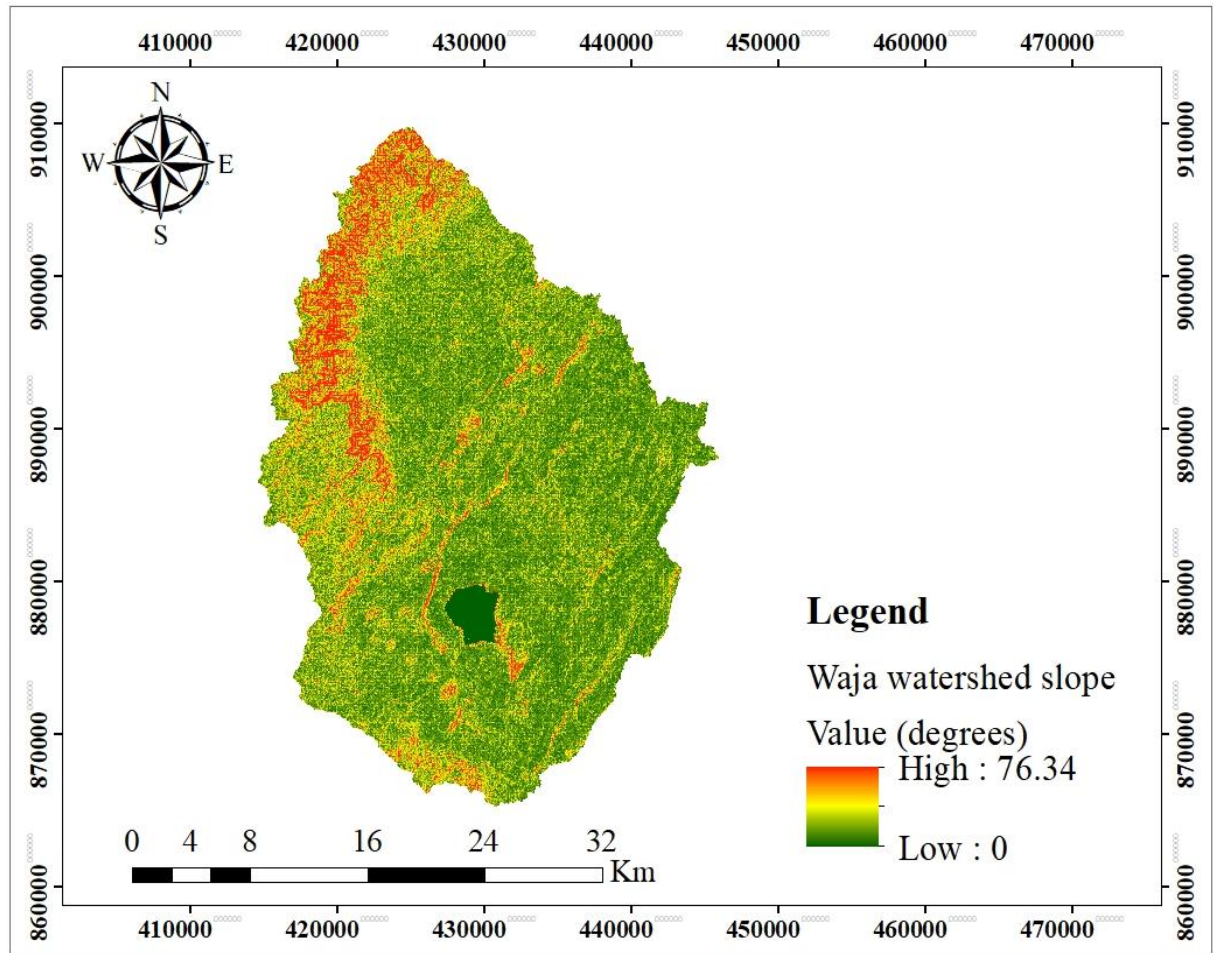 410000 420000 430000 440000 450000 460000 470000
N
W E
S
910000 910000
900000 900000
890000 890000
880000 880000
870000 870000
860000 860000
Legend
Waja watershed slope
Value (degrees)
High : 76.34
Low : 0
0 4 8 16 24 32
Km
410000 420000 430000 440000 450000 460000 470000